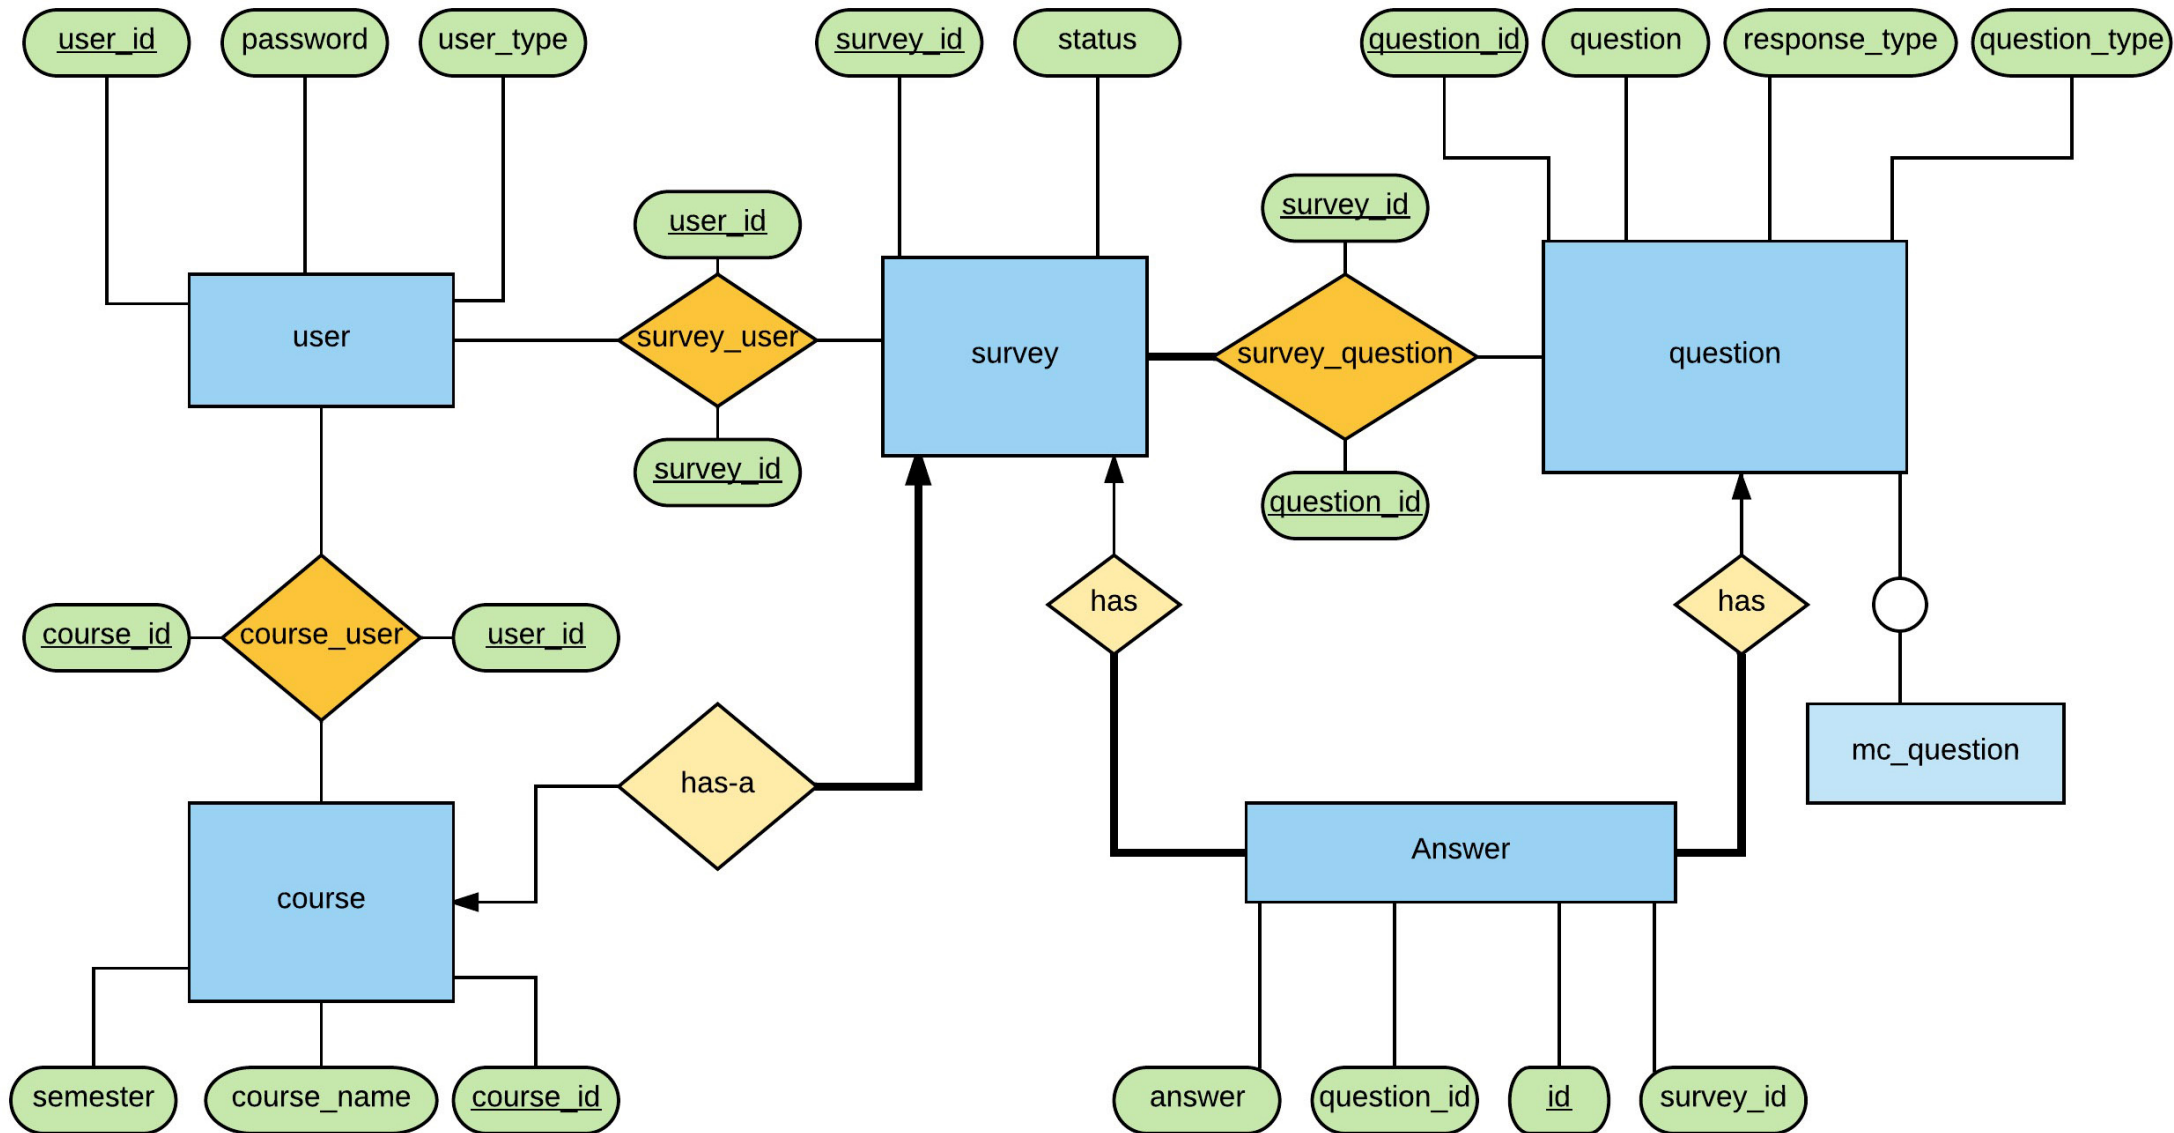 user_id
password
user_type
survey_id
status
question_id
question
response_type
question_type
user_id
survey_id
user
survey_user
survey
survey_question
question
survey_id
question_id
has
has
course_id
course_user
user_id
mc_question
has-a
Answer
course
semester
course_name
course_id
answer
question_id
id
survey_id